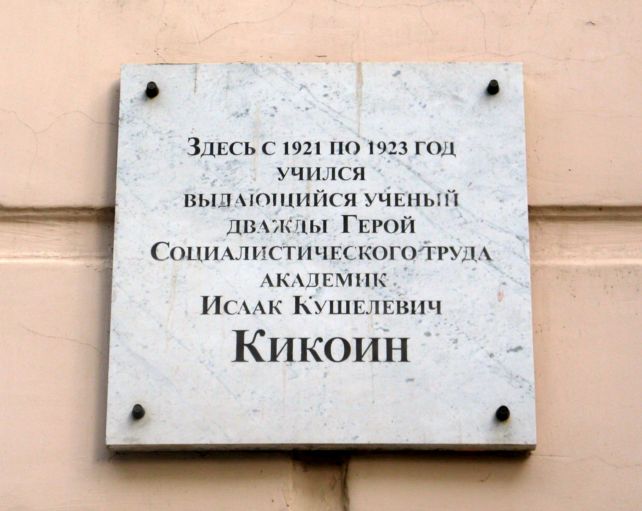 Здесь с 1921 по 1923 год
учился
выдающийся ученый
дважды Герой
Социалистического труда
академик
Исаак Кушелевич
Кикоин